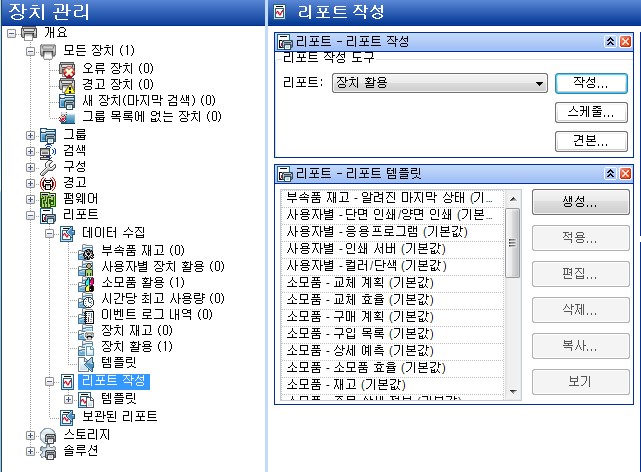 장치 관리
개요
모든 장치 (1)
오류 장치 (0)
경고 장치 (0)
새 장치(마지막 검색) (0)
그룹 목록에 없는 장치 (0)
그룹
검색
구성
경고
펌웨어
리포트
데이터 수집
부속품 재고 (0)
사용자별 장치 활용 (0)
소모품 활용 (1)
시간당 최고 사용량 (0)
이벤트 로그 내역 (0)
장치 재고 (0)
장치 활용 (1)
템플릿
리포트 작성
템플릿
보관된 리포트
스토리지
솔루션
리포트 작성
리포트 - 리포트 작성
리포트 작성 도구
리포트: 장치 활용 작성...
스케줄...
견본...
리포트 - 리포트 템플릿
부속품 재고 - 알려진 마지막 상태 (기...
사용자별 - 단면 인쇄/양면 인쇄 (기본...
사용자별 - 응용프로그램 (기본값)
사용자별 - 인쇄 서버 (기본값)
사용자별 - 컬러/단색 (기본값)
소모품 - 교체 계획 (기본값)
소모품 - 교체 효율 (기본값)
소모품 - 구매 계획 (기본값)
소모품 - 구입 목록 (기본값)
소모품 - 상세 예측 (기본값)
소모품 - 소모품 효율 (기본값)
소모품 - 재고 (기본값)
소모품 - 주문 상세 정보 (기본값)
생성...
적용...
편집...
삭제...
복사...
보기